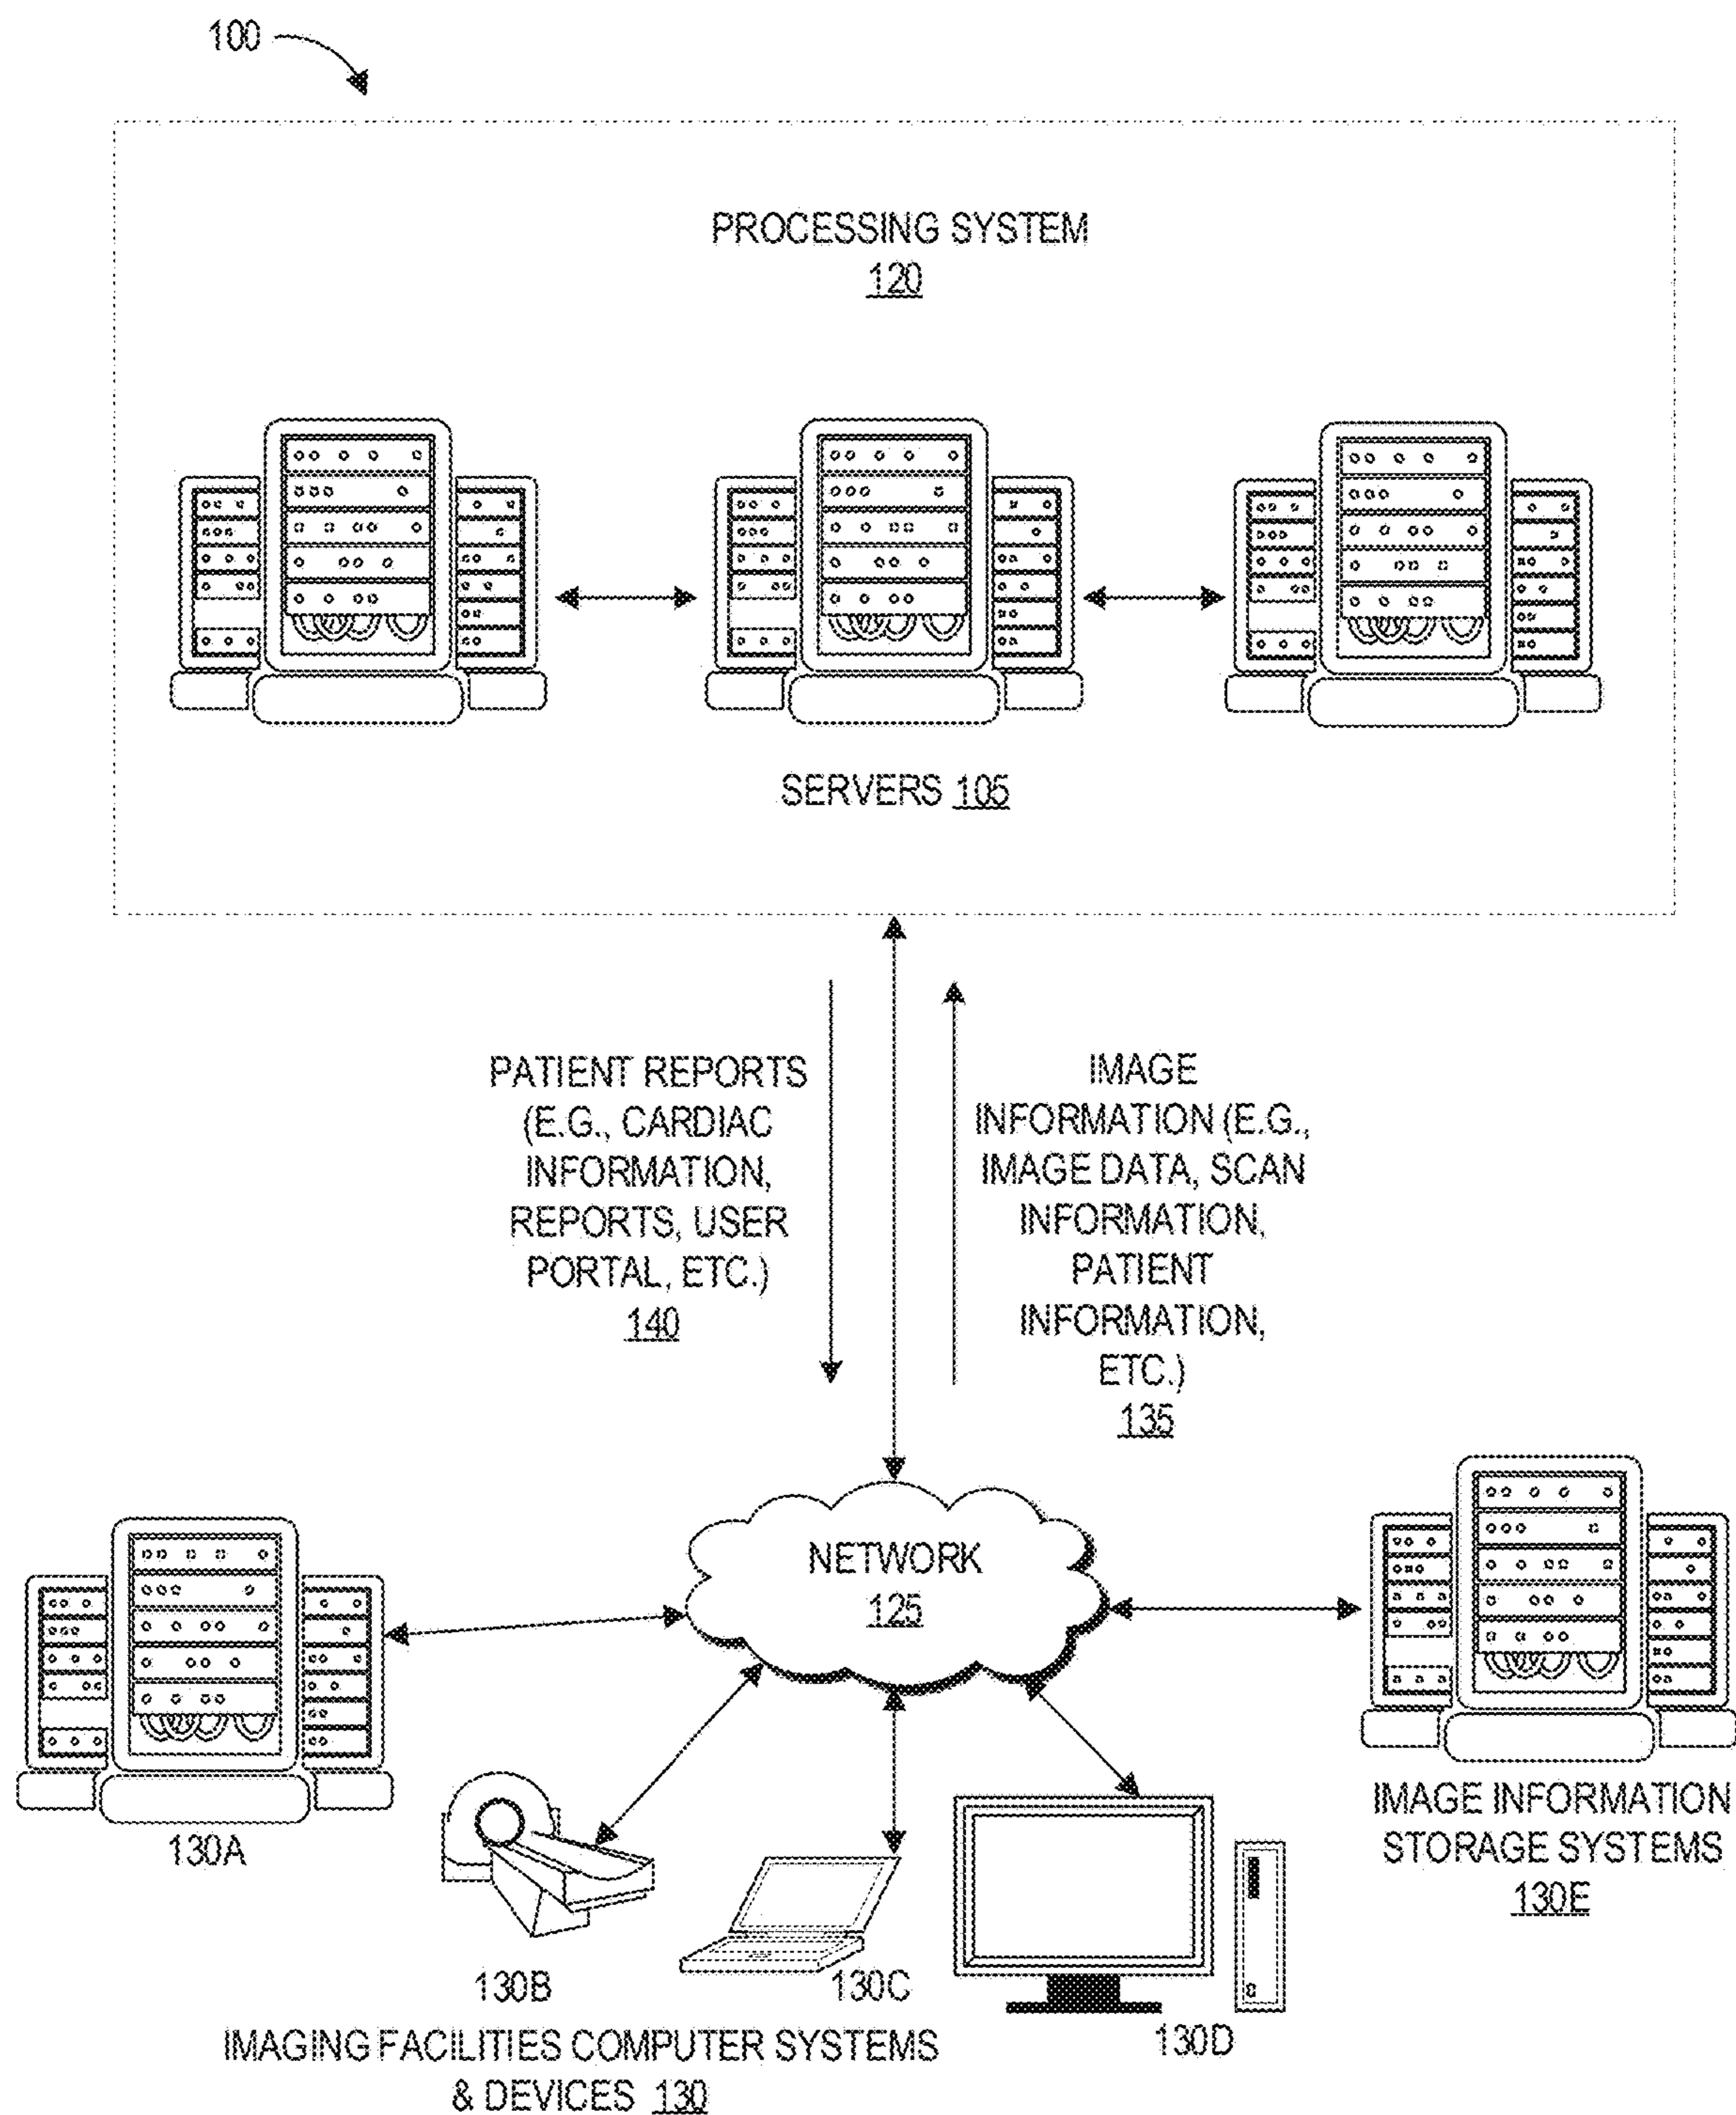 100
PROCESSING SYSTEM
120
SERVERS 105
PATIENT REPORTS
(E.G., CARDIAC
INFORMATION,
REPORTS, USER
PORTAL, ETC.)
140
IMAGE
INFORMATION (E.G.,
IMAGE DATA, SCAN
INFORMATION,
PATIENT
INFORMATION,
ETC.)
135
NETWORK
125
130A
130B
130C
130D
IMAGE INFORMATION
STORAGE SYSTEMS
130E
IMAGING FACILITIES COMPUTER SYSTEMS
& DEVICES 130